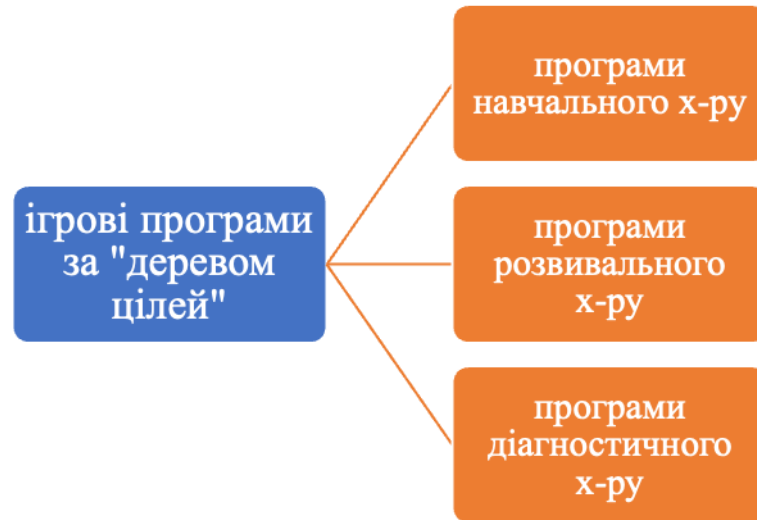 ігрові програми
за "деревом
цілей"
програми
навчального х-ру
програми
розвивального
х-ру
програми
діагностичного
х-ру